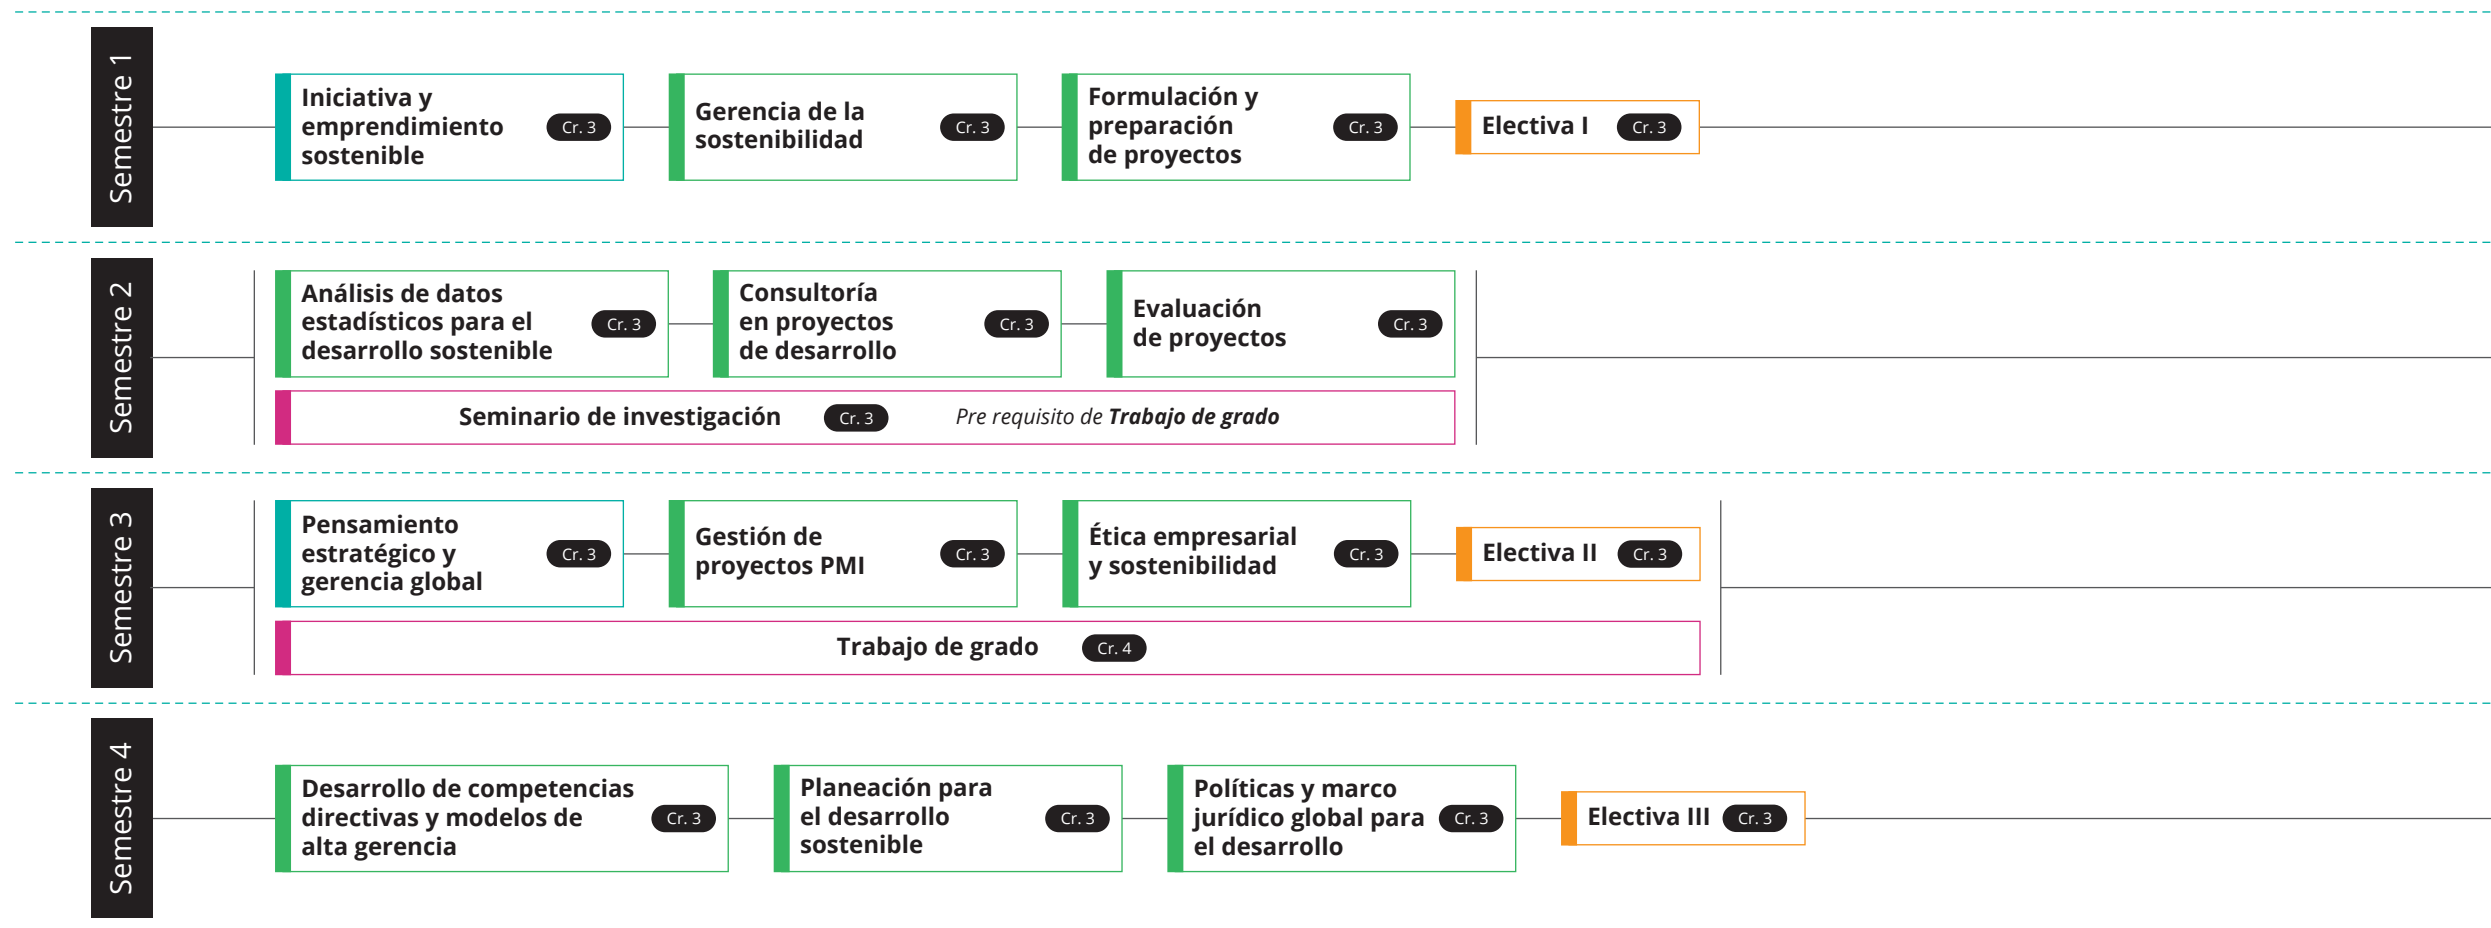 Semestre 1
Iniciativa y
emprendimiento
sostenible
Cr. 3
Gerencia de la
sostenibilidad
Cr. 3
Formulación y
preparación
de proyectos
Cr. 3
Electiva I
Cr. 3
Semestre 2
Análisis de datos
estadísticos para el
desarrollo sostenible
Cr. 3
Consultoría
en proyectos
de desarrollo
Cr. 3
Evaluación
de proyectos
Cr. 3
Seminario de investigación
Cr. 3
Pre requisito de Trabajo de grado
Semestre 3
Pensamiento
estratégico y
gerencia global
Cr. 3
Gestión de
proyectos PMI
Cr. 3
Ética empresarial
y sostenibilidad
Cr. 3
Electiva II
Cr. 3
Trabajo de grado
Cr. 4
Semestre 4
Desarrollo de competencias
directivas y modelos de
alta gerencia
Cr. 3
Planeación para
el desarrollo
sostenible
Cr. 3
Políticas y marco
jurídico global para
el desarrollo
Cr. 3
Electiva III
Cr. 3